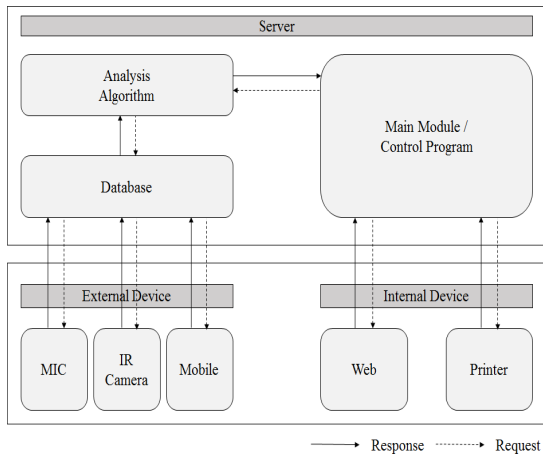 Server
Analysis
Algorithm
Main Module /
Control Program
Database
External Device
Internal Device
MIC
IR
Camera
Mobile
Web
Printer
Response
Request